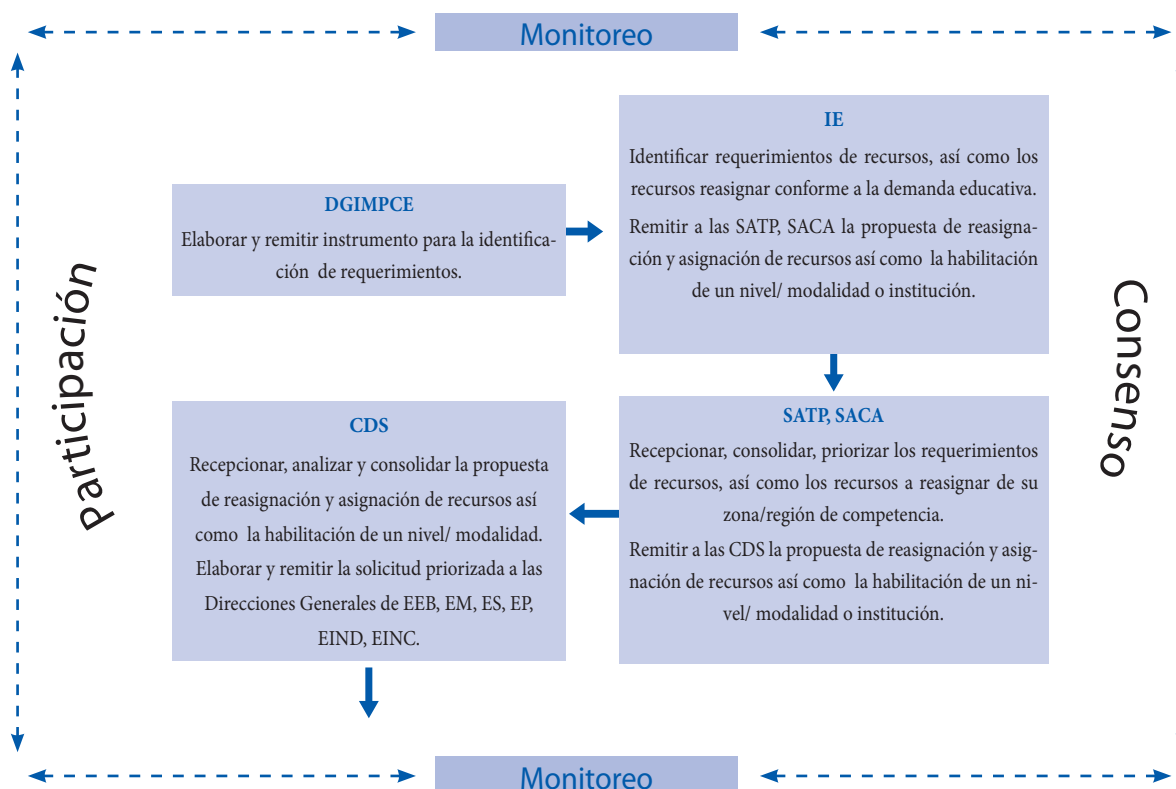 Monitoreo
Participación
DGIMPCE
Elaborar y remitir instrumento para la identifica-
ción de requerimientos.
IE
Identificar requerimientos de recursos, así como los
recursos reasignar conforme a la demanda educativa.
Remitir a las SATP, SACA la propuesta de reasigna-
ción y asignación de recursos así como la habilitación
de un nivel/ modalidad o institución.
SATP, SACA
Recepcionar, consolidar, priorizar los requerimientos
de recursos, así como los recursos a reasignar de su
zona/región de competencia.
Remitir a las CDS la propuesta de reasignación y asig-
nación de recursos así como la habilitación de un ni-
vel/ modalidad o institución.
CDS
Recepcionar, analizar y consolidar la propuesta
de reasignación y asignación de recursos así
como la habilitación de un nivel/ modalidad.
Elaborar y remitir la solicitud priorizada a las
Direcciones Generales de EEB, EM, ES, EP,
EIND, EINC.
Consenso
Monitoreo